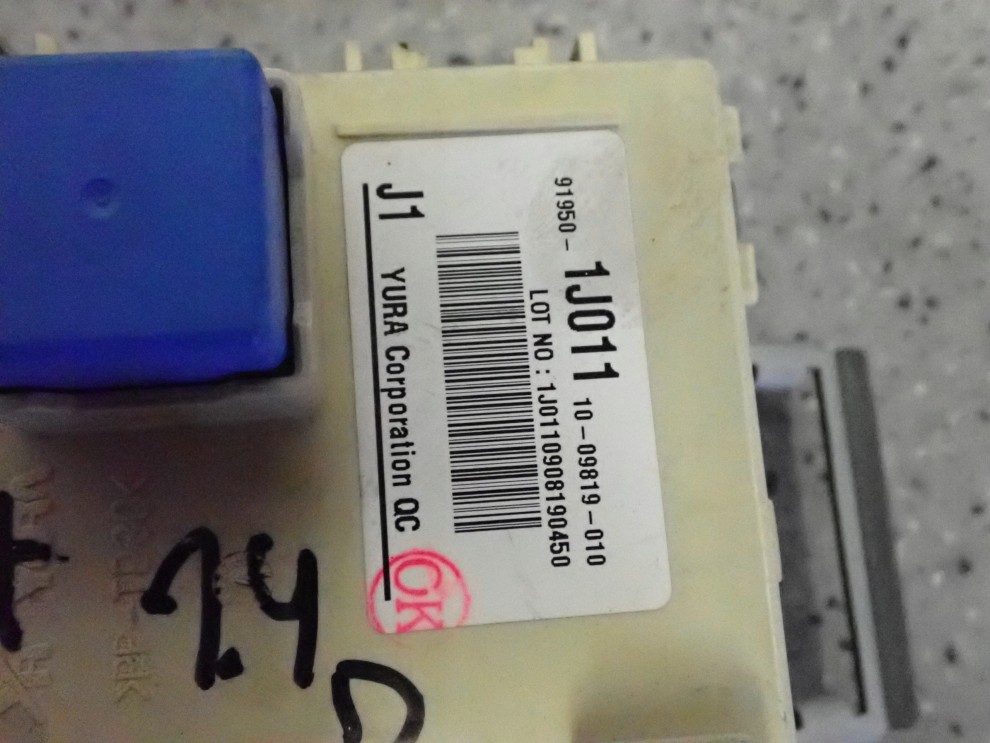 91950-1J011 10-09819-010
LOT NO : 1J0110908190450
J1 YURA Corporation QC
OK